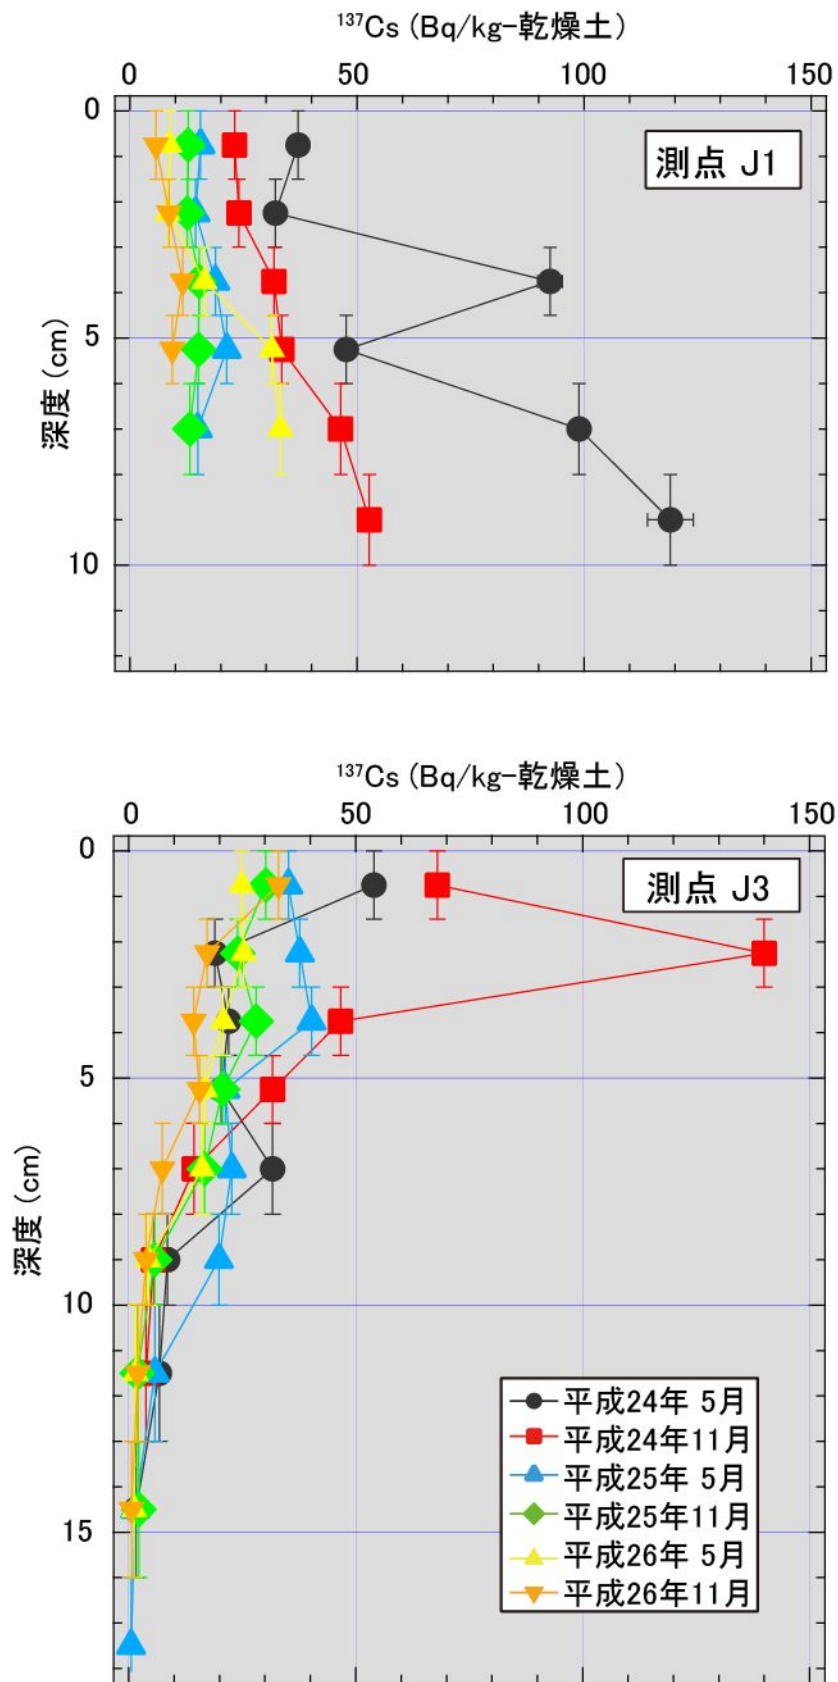 ¹³⁷Cs (Bq/kg-乾燥土)
0 50 100 150
測点 J1
0
5
10
深度 (cm)
¹³⁷Cs (Bq/kg-乾燥土)
0 50 100 150
測点 J3
0
5
10
15
深度 (cm)
平成24年 5月
平成24年11月
平成25年 5月
平成25年11月
平成26年 5月
平成26年11月